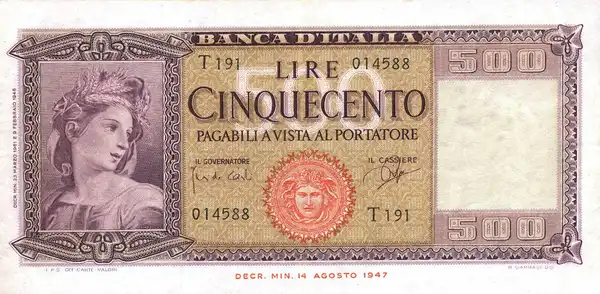 BANCA D'ITALIA
500
T 191 014588
500
LIRE
CINQUECENTO
PAGABILI A VISTA AL PORTATORE
IL GOVERNATORE IL CASSIERE
014588 T 191
500
DECR. MIN. 14 AGOSTO 1947